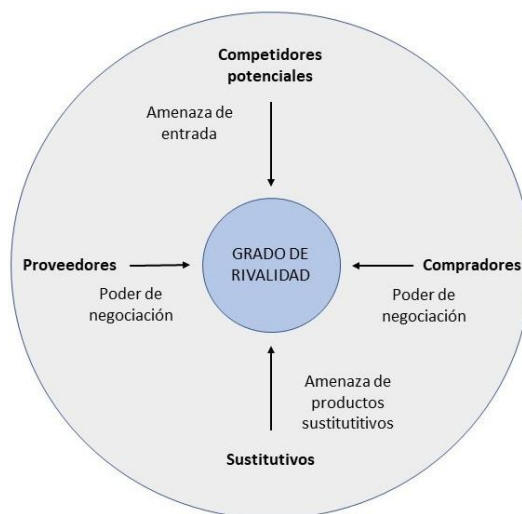 Competidores
potenciales
Amenaza de
entrada
GRADO DE
RIVALIDAD
Proveedores
Poder de
negociación
Compradores
Poder de
negociación
Amenaza de
productos
sustitutitivos
Sustitutivos